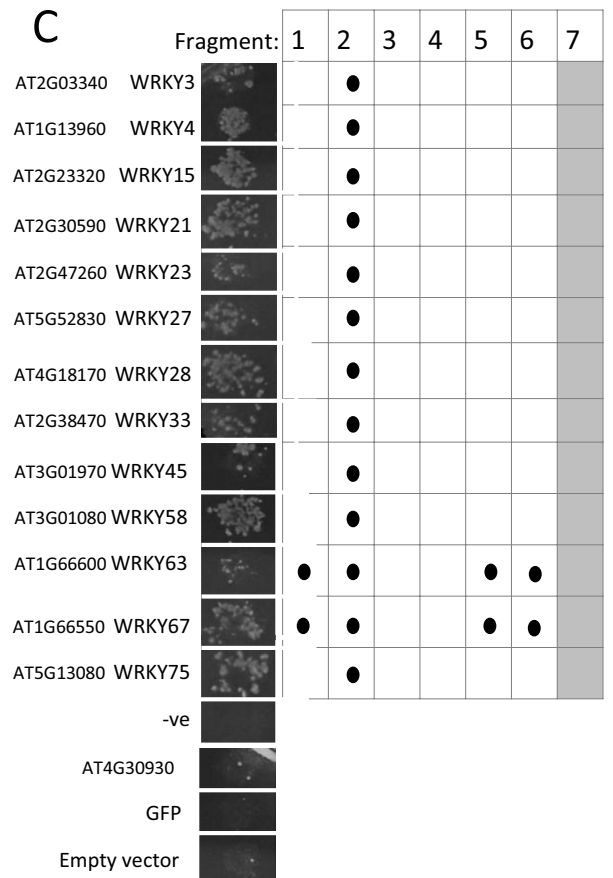 C
Fragment: 1 2 3 4 5 6 7
AT2G03340 WRKY3
AT1G13960 WRKY4
AT2G23320 WRKY15
AT2G30590 WRKY21
AT2G47260 WRKY23
AT5G52830 WRKY27
AT4G18170 WRKY28
AT2G38470 WRKY33
AT3G01970 WRKY45
AT3G01080 WRKY58
AT1G66600 WRKY63
AT1G66550 WRKY67
AT5G13080 WRKY75
-ve
AT4G30930
GFP
Empty vector